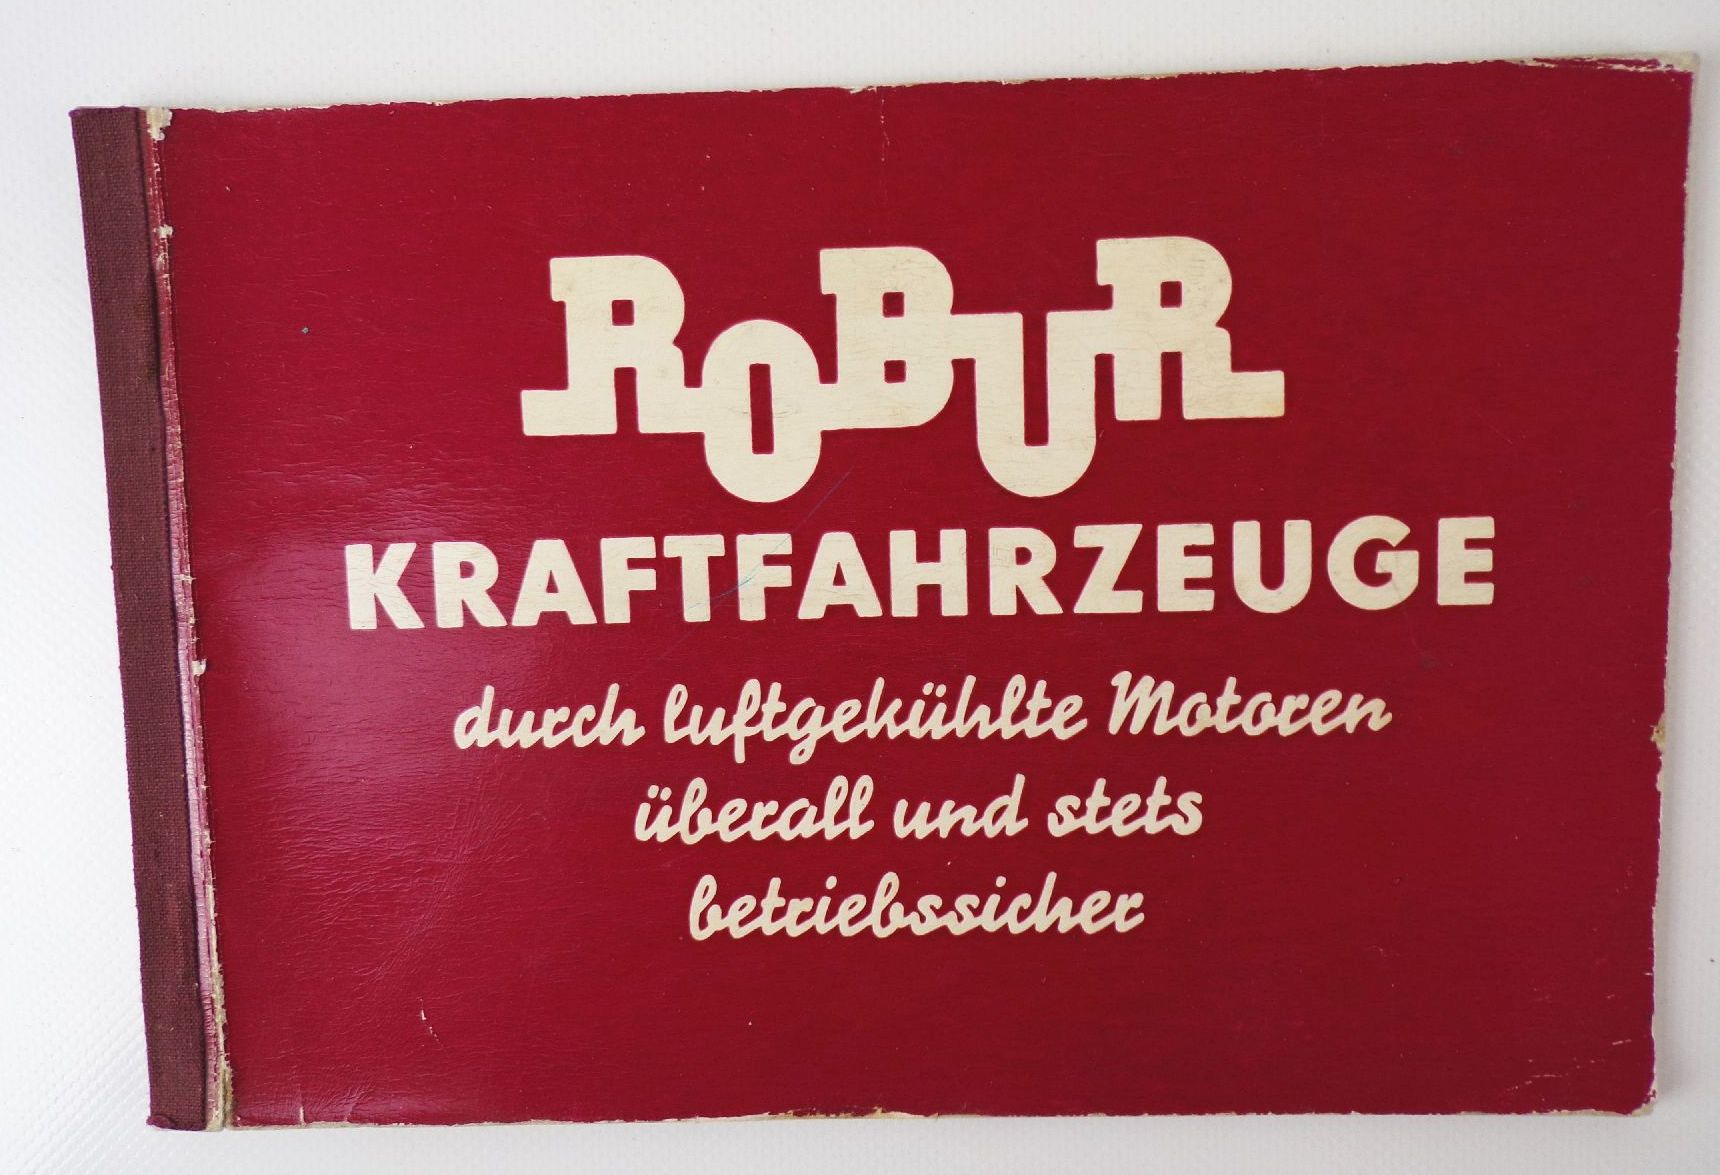 ROBUR
KRAFTFAHRZEUGE
durch luftgekühlte Motoren
überall und stets
betriebssicher